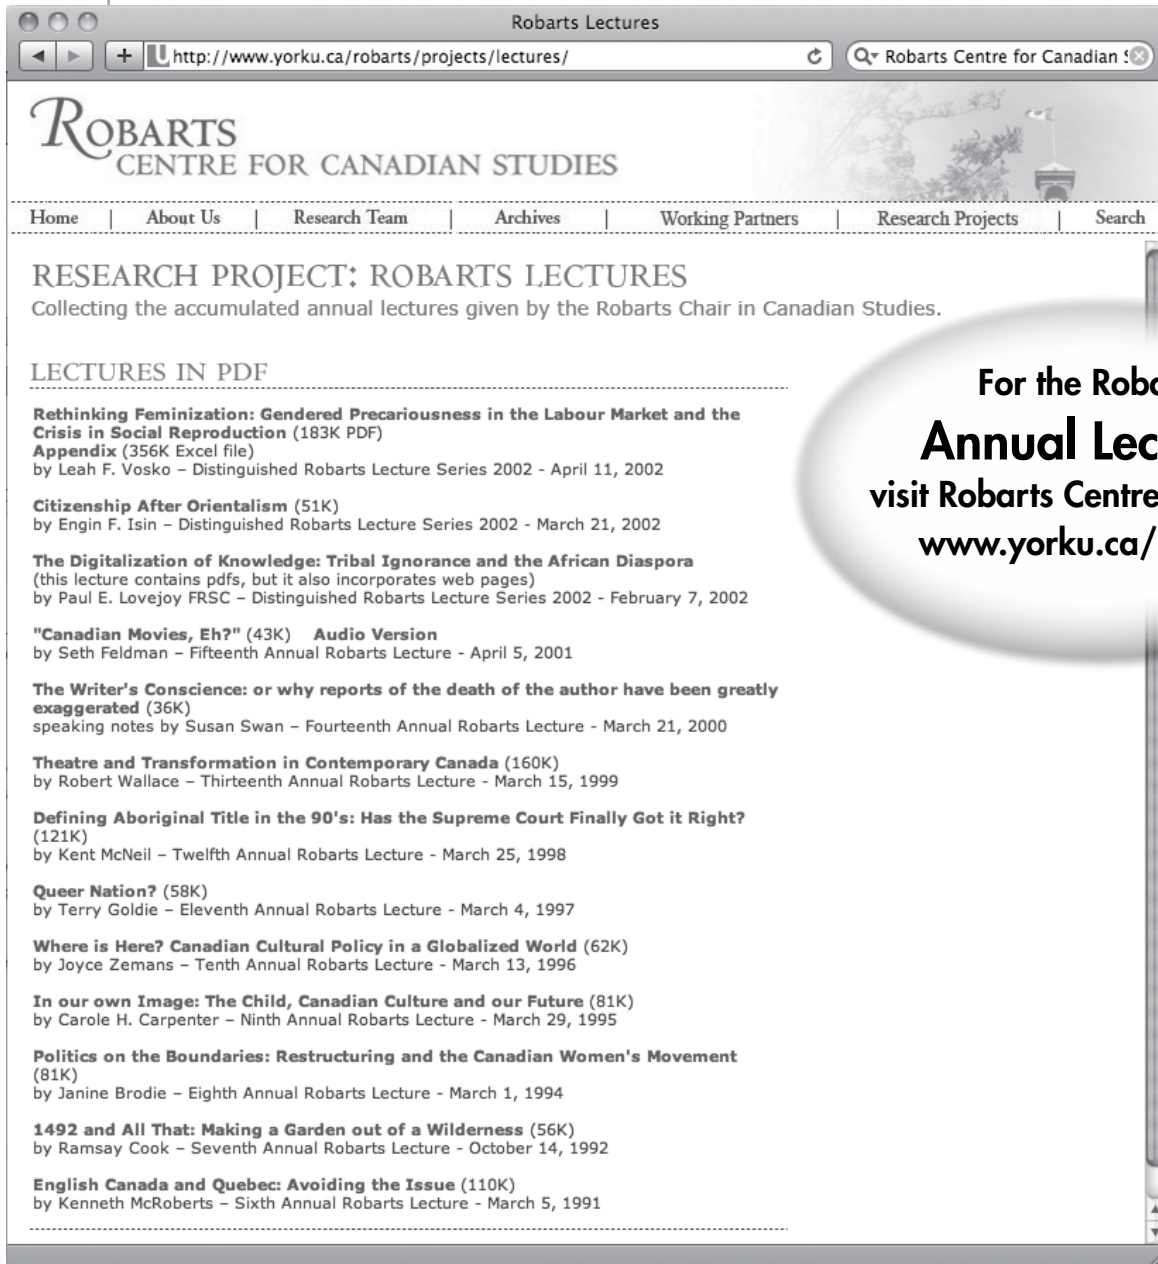 Robarts Lectures
http://www.yorku.ca/robarts/projects/lectures/
Robarts Centre for Canadian
ROBARTS
CENTRE FOR CANADIAN STUDIES
Home | About Us | Research Team | Archives | Working Partners | Research Projects | Search
RESEARCH PROJECT: ROBARTS LECTURES
Collecting the accumulated annual lectures given by the Robarts Chair in Canadian Studies.
LECTURES IN PDF
Rethinking Feminization: Gendered Precariousness in the Labour Market and the
Crisis in Social Reproduction (183K PDF)
Appendix (356K Excel file)
by Leah F. Vosko – Distinguished Robarts Lecture Series 2002 - April 11, 2002
Citizenship After Orientalism (51K)
by Engin F. Isin – Distinguished Robarts Lecture Series 2002 - March 21, 2002
The Digitalization of Knowledge: Tribal Ignorance and the African Diaspora
(this lecture contains pdfs, but it also incorporates web pages)
by Paul E. Lovejoy FRSC – Distinguished Robarts Lecture Series 2002 - February 7, 2002
"Canadian Movies, Eh?" (43K) Audio Version
by Seth Feldman – Fifteenth Annual Robarts Lecture - April 5, 2001
The Writer's Conscience: or why reports of the death of the author have been greatly
exaggerated (36K)
speaking notes by Susan Swan – Fourteenth Annual Robarts Lecture - March 21, 2000
Theatre and Transformation in Contemporary Canada (160K)
by Robert Wallace – Thirteenth Annual Robarts Lecture - March 15, 1999
Defining Aboriginal Title in the 90's: Has the Supreme Court Finally Got it Right?
(121K)
by Kent McNeil – Twelfth Annual Robarts Lecture - March 25, 1998
Queer Nation? (58K)
by Terry Goldie – Eleventh Annual Robarts Lecture - March 4, 1997
Where is Here? Canadian Cultural Policy in a Globalized World (62K)
by Joyce Zemans – Tenth Annual Robarts Lecture - March 13, 1996
In our own Image: The Child, Canadian Culture and our Future (81K)
by Carole H. Carpenter – Ninth Annual Robarts Lecture - March 29, 1995
Politics on the Boundaries: Restructuring and the Canadian Women's Movement
(81K)
by Janine Brodie – Eighth Annual Robarts Lecture - March 1, 1994
1492 and All That: Making a Garden out of a Wilderness (56K)
by Ramsay Cook – Seventh Annual Robarts Lecture - October 14, 1992
English Canada and Quebec: Avoiding the Issue (110K)
by Kenneth McRoberts – Sixth Annual Robarts Lecture - March 5, 1991
For the Roba
Annual Lec
visit Robarts Centre
www.yorku.ca/